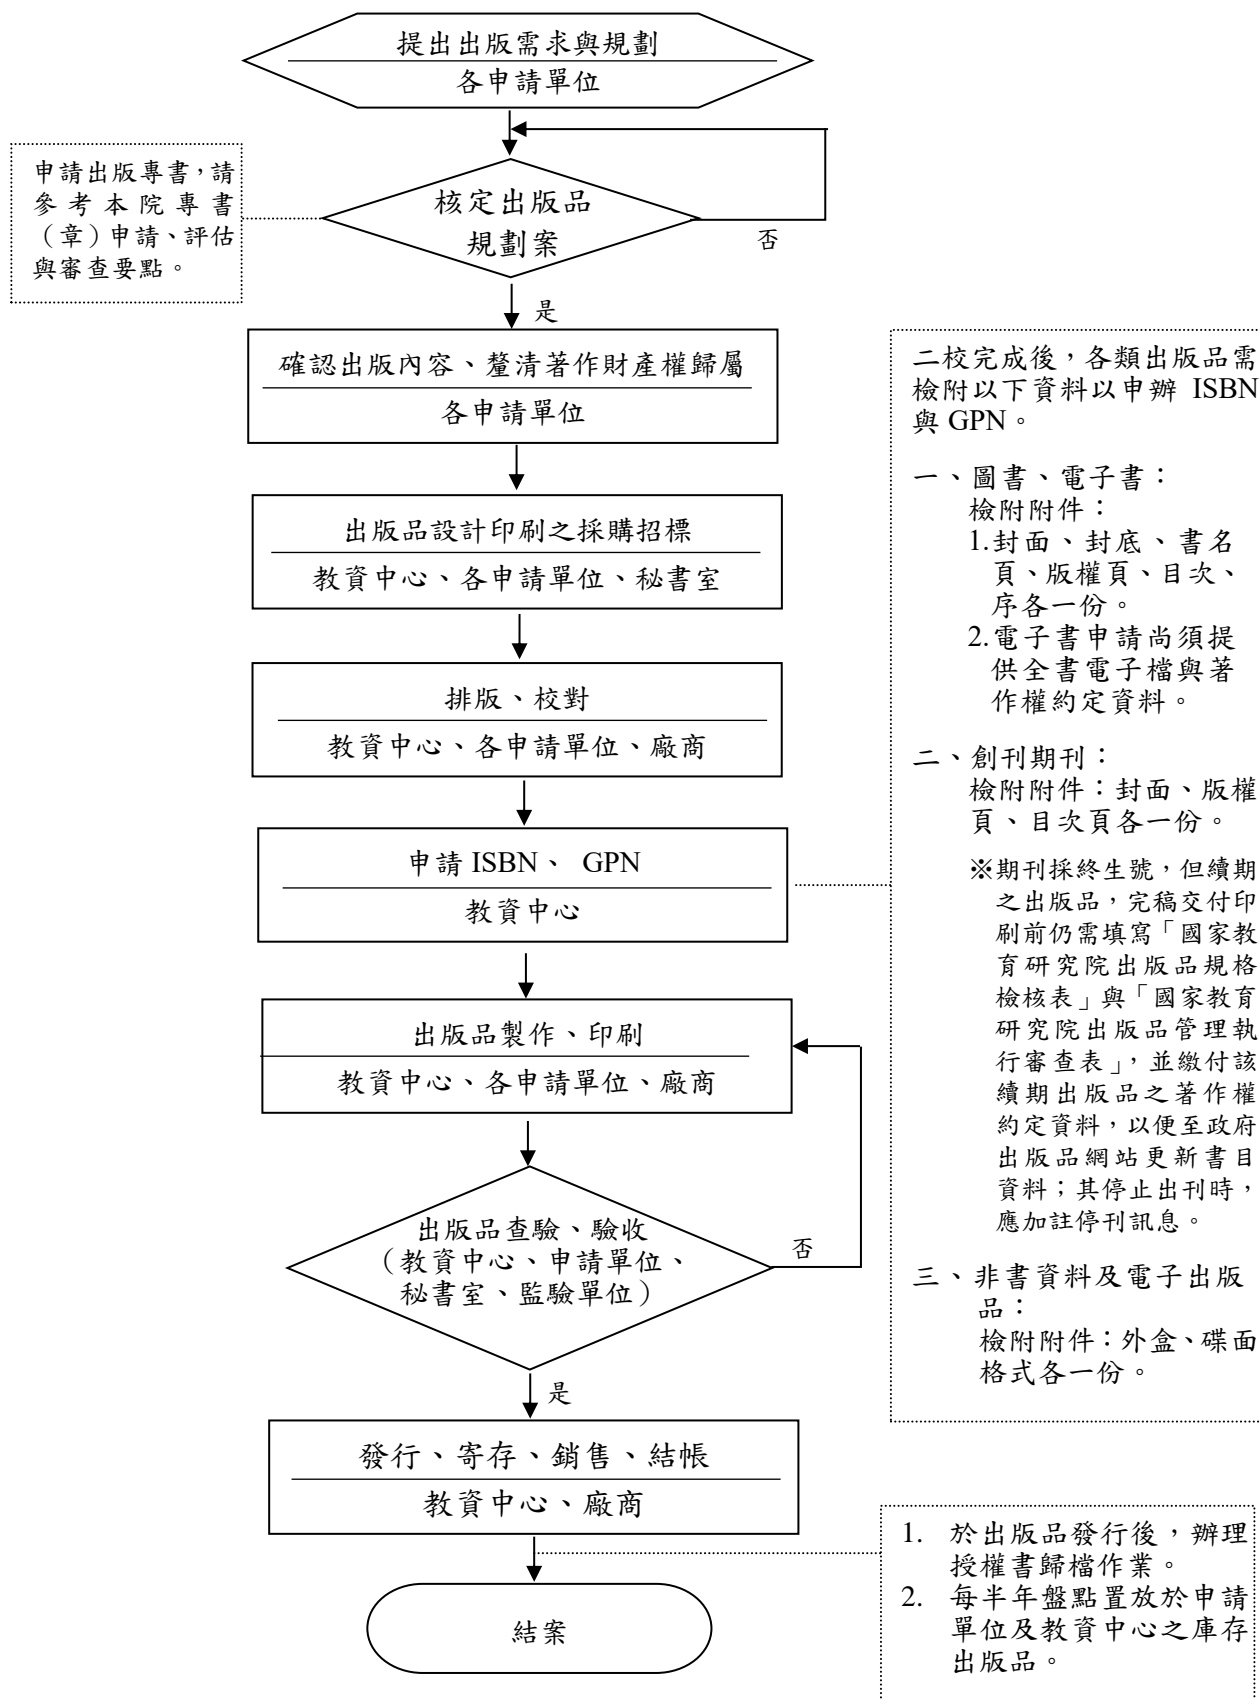 提出出版需求與規劃
各申請單位
申請出版專書，請
參考本院專書
（章）申請、評估
與審查要點。
核定出版品
規劃案
否
是
確認出版內容、釐清著作財產權歸屬
各申請單位
出版品設計印刷之採購招標
教資中心、各申請單位、秘書室
排版、校對
教資中心、各申請單位、廠商
申請 ISBN、 GPN
教資中心
出版品製作、印刷
教資中心、各申請單位、廠商
出版品查驗、驗收
（教資中心、申請單位、
秘書室、監驗單位）
否
是
發行、寄存、銷售、結帳
教資中心、廠商
結案
二校完成後，各類出版品需
檢附以下資料以申辦 ISBN
與 GPN。
一、圖書、電子書：
檢附附件：
1.封面、封底、書名
頁、版權頁、目次、
序各一份。
2.電子書申請尚須提
供全書電子檔與著
作權約定資料。
二、創刊期刊：
檢附附件：封面、版權
頁、目次頁各一份。
※期刊採終生號，但續期
之出版品，完稿交付印
刷前仍需填寫「國家教
育研究院出版品規格
檢核表」與「國家教育
研究院出版品管理執
行審查表」，並繳付該
續期出版品之著作權
約定資料，以便至政府
出版品網站更新書目
資料；其停止出刊時，
應加註停刊訊息。
三、非書資料及電子出版
品：
檢附附件：外盒、碟面
格式各一份。
1. 於出版品發行後，辦理
授權書歸檔作業。
2. 每半年盤點置放於申請
單位及教資中心之庫存
出版品。